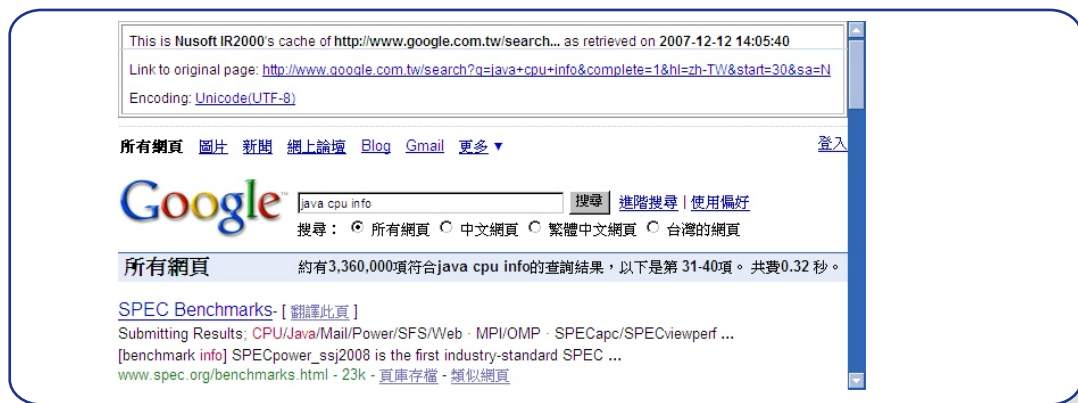 This is Nusoft IR2000's cache of http://www.google.com.tw/search... as retrieved on 2007-12-12 14:05:40
Link to original page: http://www.google.com.tw/search?q=java+cpu+info&complete=1&hl=zh-TW&start=30&sa=N
Encoding: Unicode(UTF-8)
所有網頁 圖片 新聞 網上論壇 Blog Gmail 更多 ▼ 登入
Google™ java cpu info 搜尋 進階搜尋 | 使用偏好
搜尋： 所有網頁 中文網頁 繁體中文網頁 台灣的網頁
所有網頁 約有3,360,000項符合java cpu info的查詢結果，以下是第 31-40項。 共費0.32 秒。
SPEC Benchmarks- [ 翻譯此頁 ]
Submitting Results; CPU/Java/Mail/Power/SFS/Web · MPI/OMP · SPECapc/SPECviewperf ...
[benchmark info] SPECpower_ssj2008 is the first industry-standard SPEC ...
www.spec.org/benchmarks.html - 23k - 頁庫存檔 - 類似網頁